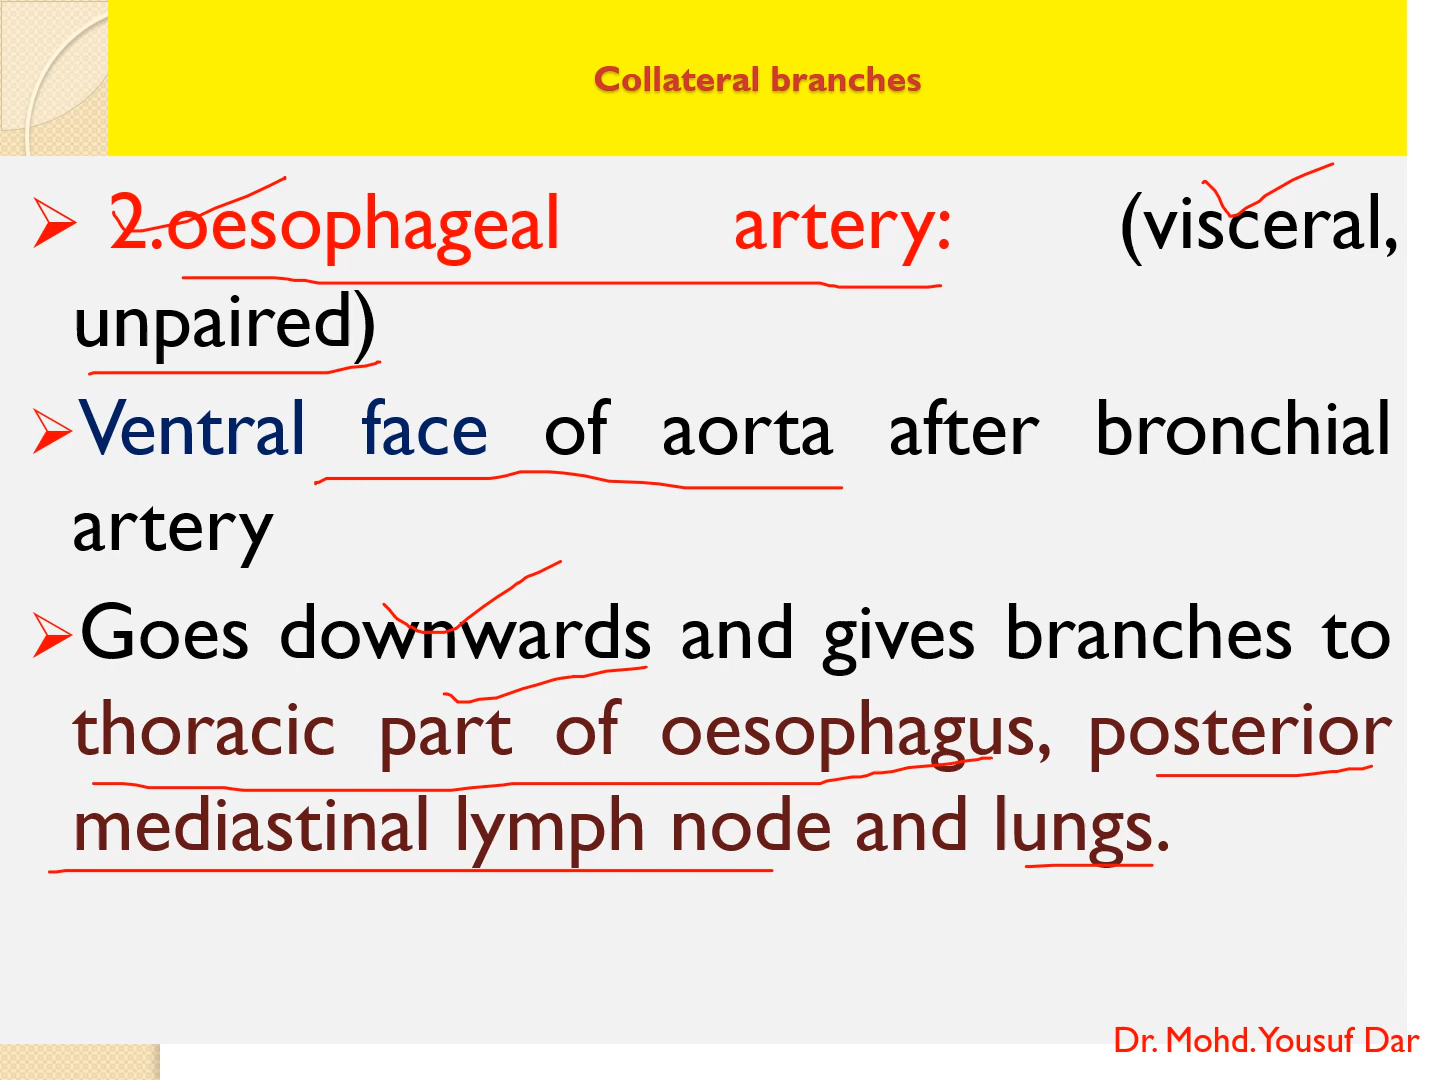 Collateral branches
2.oesophageal artery: (visceral,
unpaired)
Ventral face of aorta after bronchial
artery
Goes downwards and gives branches to
thoracic part of oesophagus, posterior
mediastinal lymph node and lungs.
Dr. Mohd.Yousuf Dar